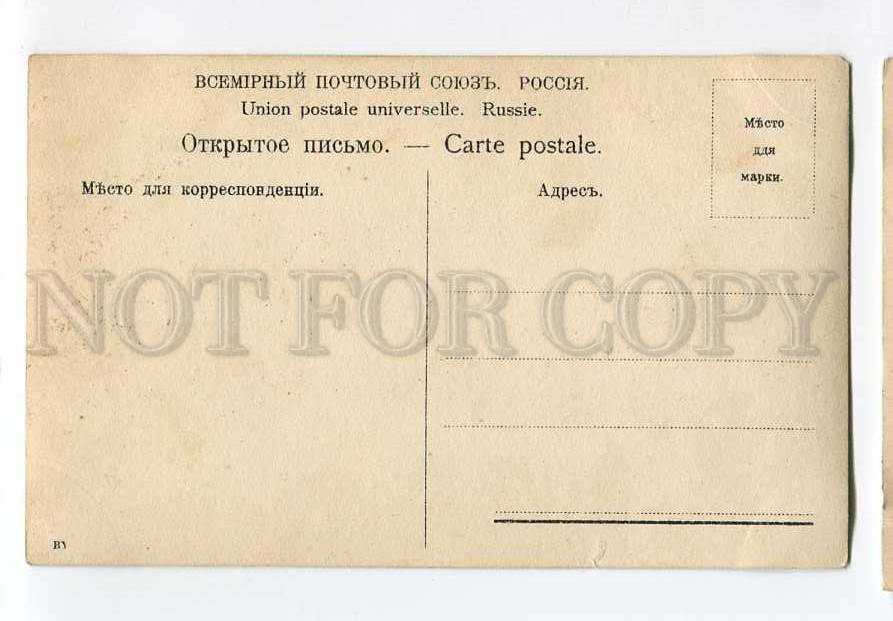 ВСЕМІРНЫЙ ПОЧТОВЫЙ СОЮЗЪ. РОССІЯ.
Union postale universelle. Russie.
Открытое письмо. — Carte postale.
Мѣсто для корреспонденціи.
Адресъ.
Мѣсто
для
марки.
NOT FOR COPY